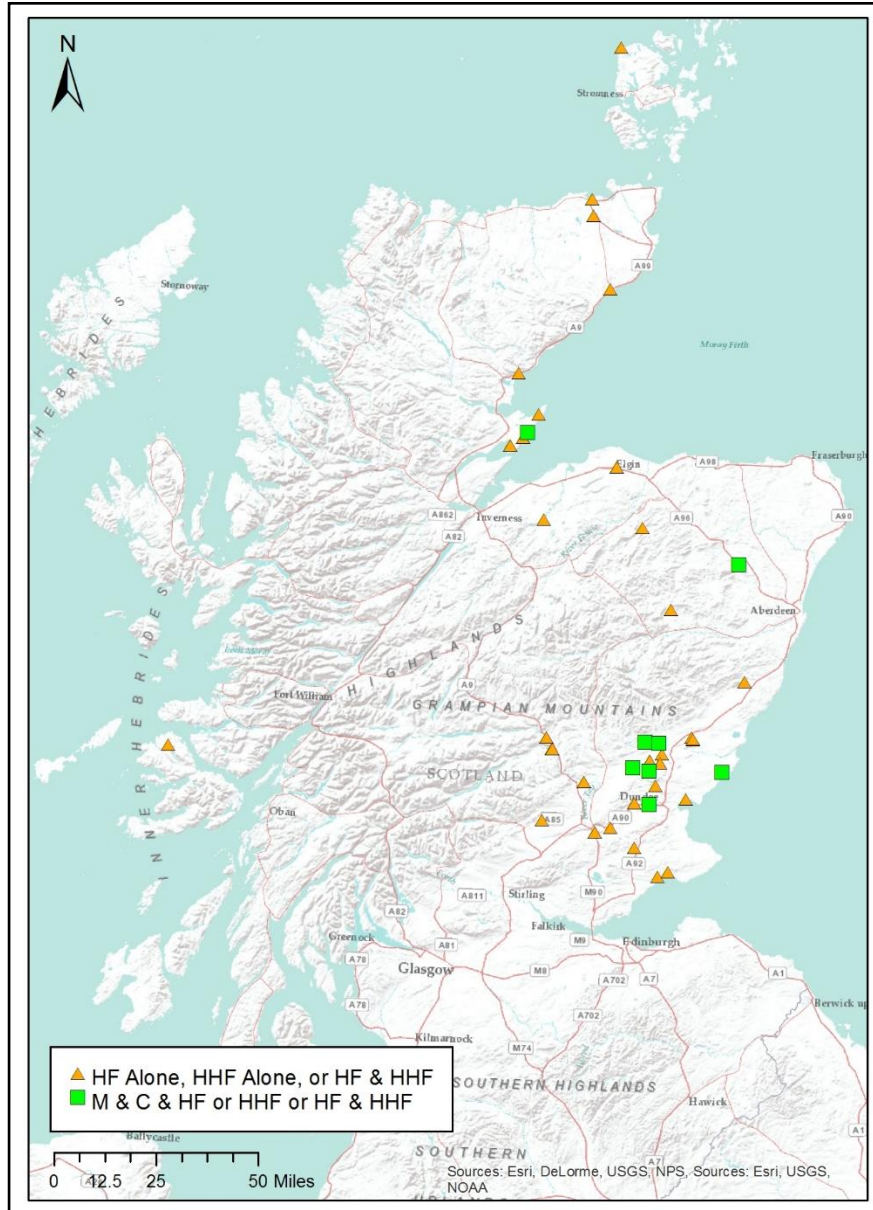 N
Stromness
A99
Stornoway
A9
Moray Firth
HEBRIDES
Elgin
A98
Fraserburgh
A862
Inverness
A96
A90
A82
River Spey
Aberdeen
HIGHLANDS
Fort William
A9
GRAMPIAN MOUNTAINS
INNER HEBRIDES
SCOTLAND
Oban
Dundee
A85
A90
A92
Stirling
M90
A811
A82
Falkirk
M9
Greenock
A81
Edinburgh
A78
Glasgow
M8
A702
A7
A1
A78
A702
Berwick up
Kilmarnock
M74
HF Alone, HHF Alone, or HF & HHF
M & C & HF or HHF or HF & HHF
SOUTHERN HIGHLANDS
Hawick
Ballycastle
A1
SOUTHERN
A7
UPLANDS
0 12.5 25 50 Miles
A2
Sources: Esri, DeLorme, USGS, NPS, Sources: Esri, USGS,
NOAA